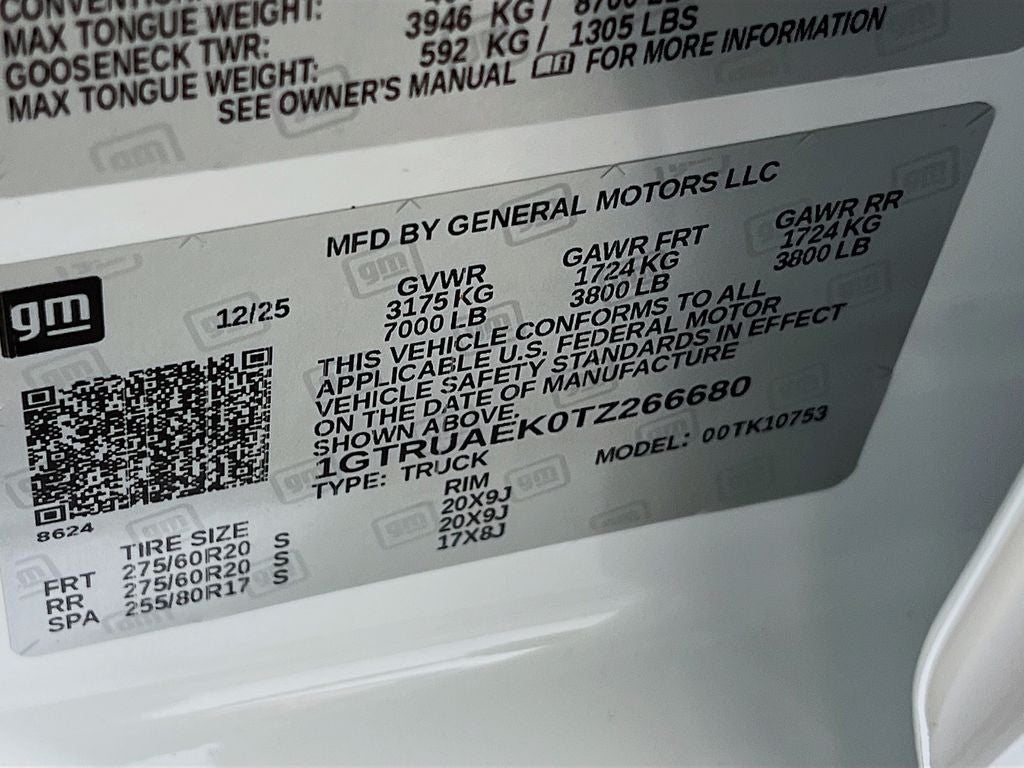 MAX TONGUE WEIGHT:
GOOSENECK TWR: 3946 KG/
MAX TONGUE WEIGHT: 592 KG/ 1305 LBS
SEE OWNER'S MANUAL FOR MORE INFORMATION
MFD BY GENERAL MOTORS LLC
gm
12/25
GVWR GAWR FRT GAWR RR
3175 KG 1724 KG 1724 KG
7000 LB 3800 LB 3800 LB
THIS VEHICLE CONFORMS TO ALL
APPLICABLE U.S. FEDERAL MOTOR
VEHICLE SAFETY STANDARDS IN EFFECT
ON THE DATE OF MANUFACTURE
SHOWN ABOVE.
1GTRUAEK0TZ266680
TYPE: TRUCK MODEL: 00TK10753
8624
TIRE SIZE RIM
FRT 275/60R20 S 20X9J
RR 275/60R20 S 20X9J
SPA 255/80R17 S 17X8J